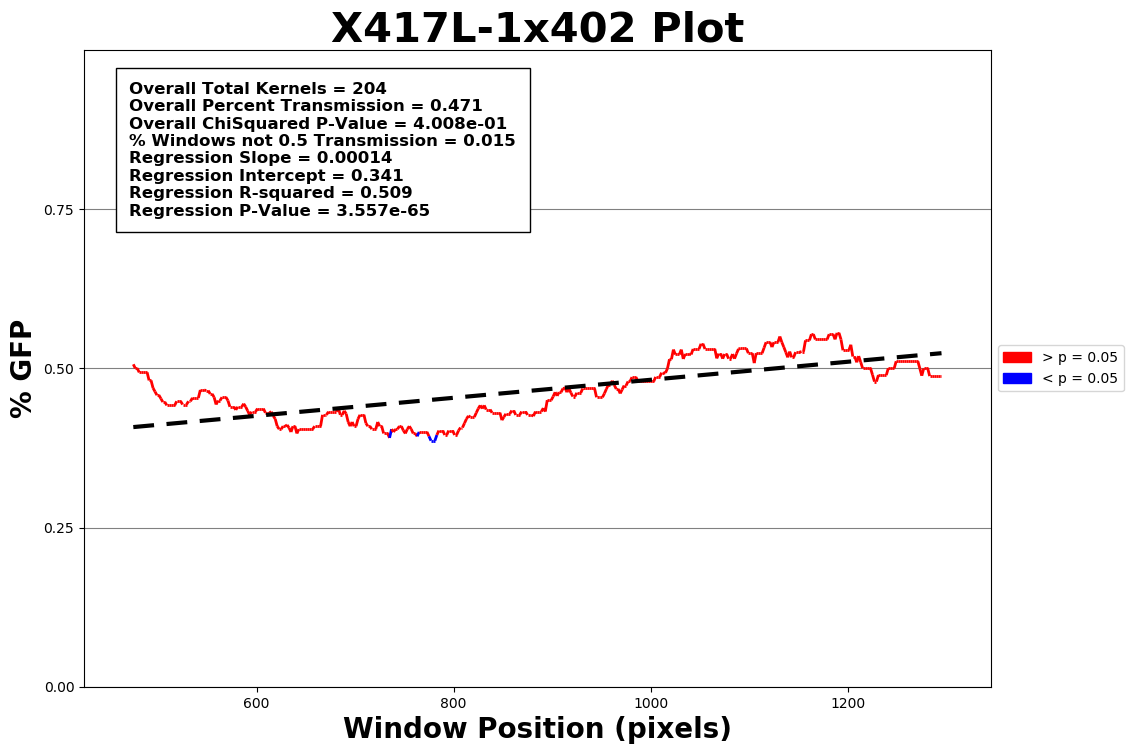 X417L-1x402 Plot
Overall Total Kernels = 204
Overall Percent Transmission = 0.471
Overall ChiSquared P-Value = 4.008e-01
% Windows not 0.5 Transmission = 0.015
Regression Slope = 0.00014
Regression Intercept = 0.341
Regression R-squared = 0.509
Regression P-Value = 3.557e-65
% GFP
0.75
0.50
0.25
0.00
> p = 0.05
< p = 0.05
600 800 1000 1200
Window Position (pixels)